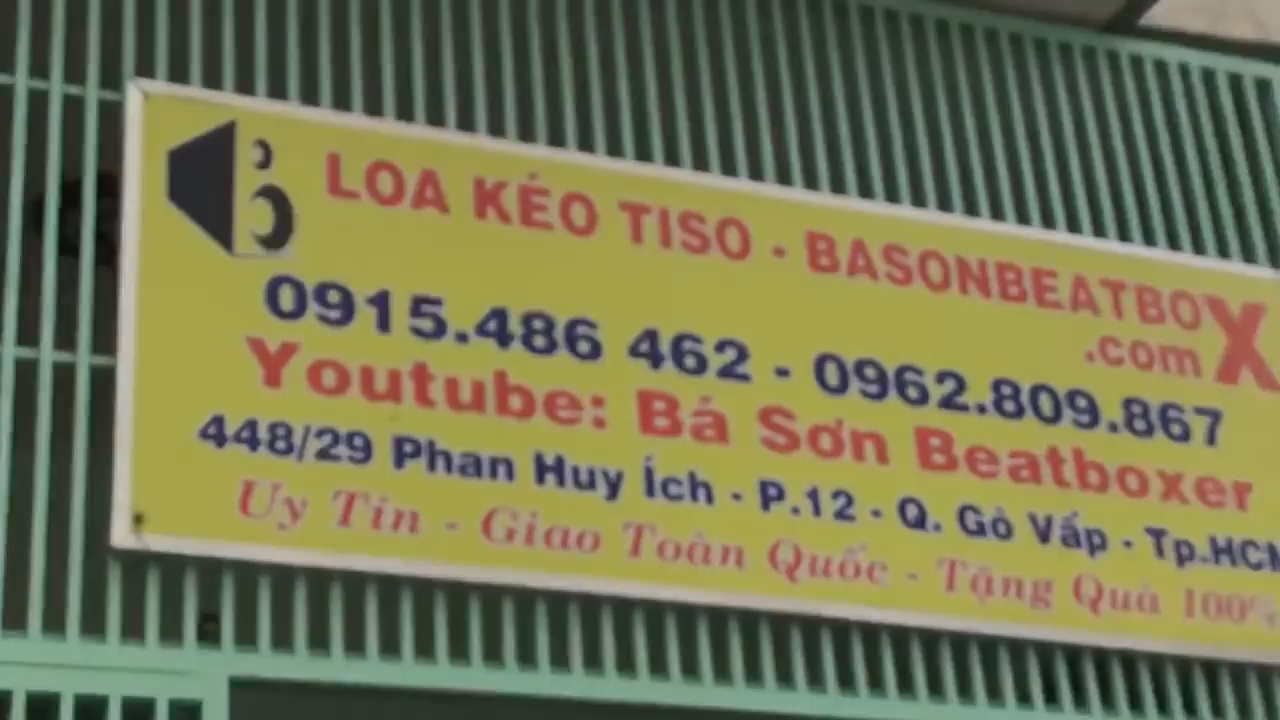 LOA KÉO TISO - BASONBEATBOX
.com
0915.486 462 - 0962.809.867
Youtube: Bá Sơn Beatboxer
448/29 Phan Huy Ích - P.12 - Q. Gò Vấp - Tp.HCM
Uy Tín - Giao Toàn Quốc - Tặng Quà 100%